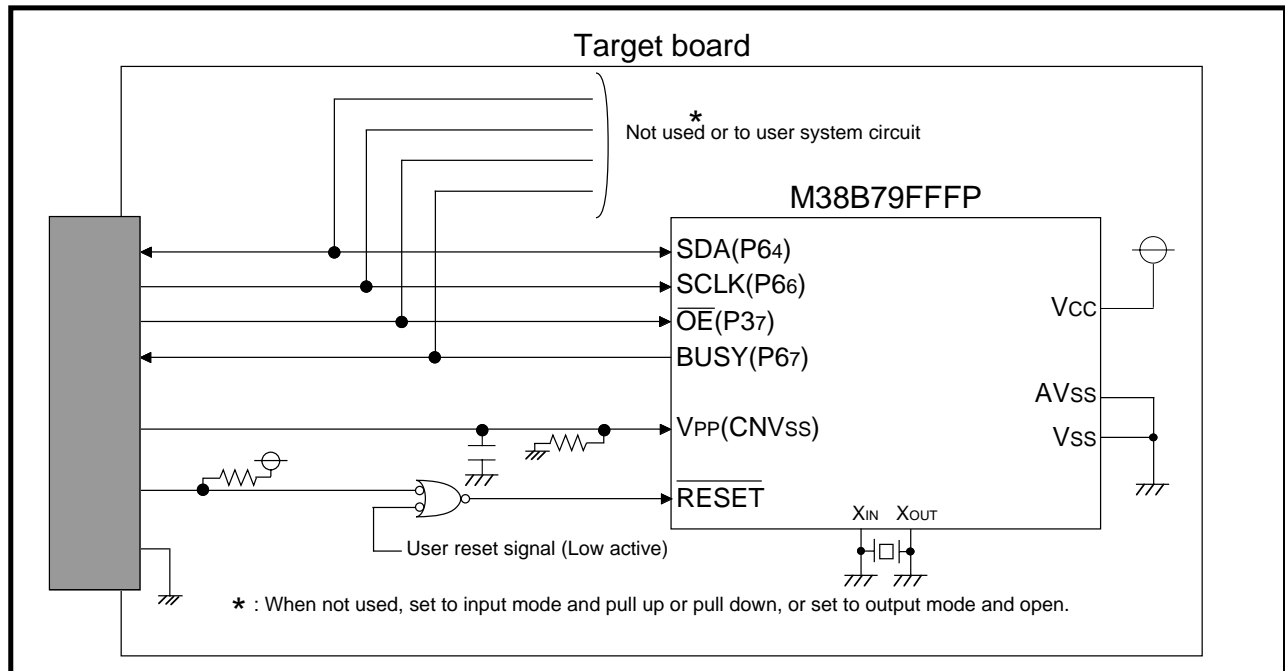 Target board
*
Not used or to user system circuit
M38B79FFFP
SDA(P64)
SCLK(P66)
OE(P37)
BUSY(P67)
VPP(CNVSS)
RESET
VCC
AVSS
VSS
XIN XOUT
User reset signal (Low active)
* : When not used, set to input mode and pull up or pull down, or set to output mode and open.